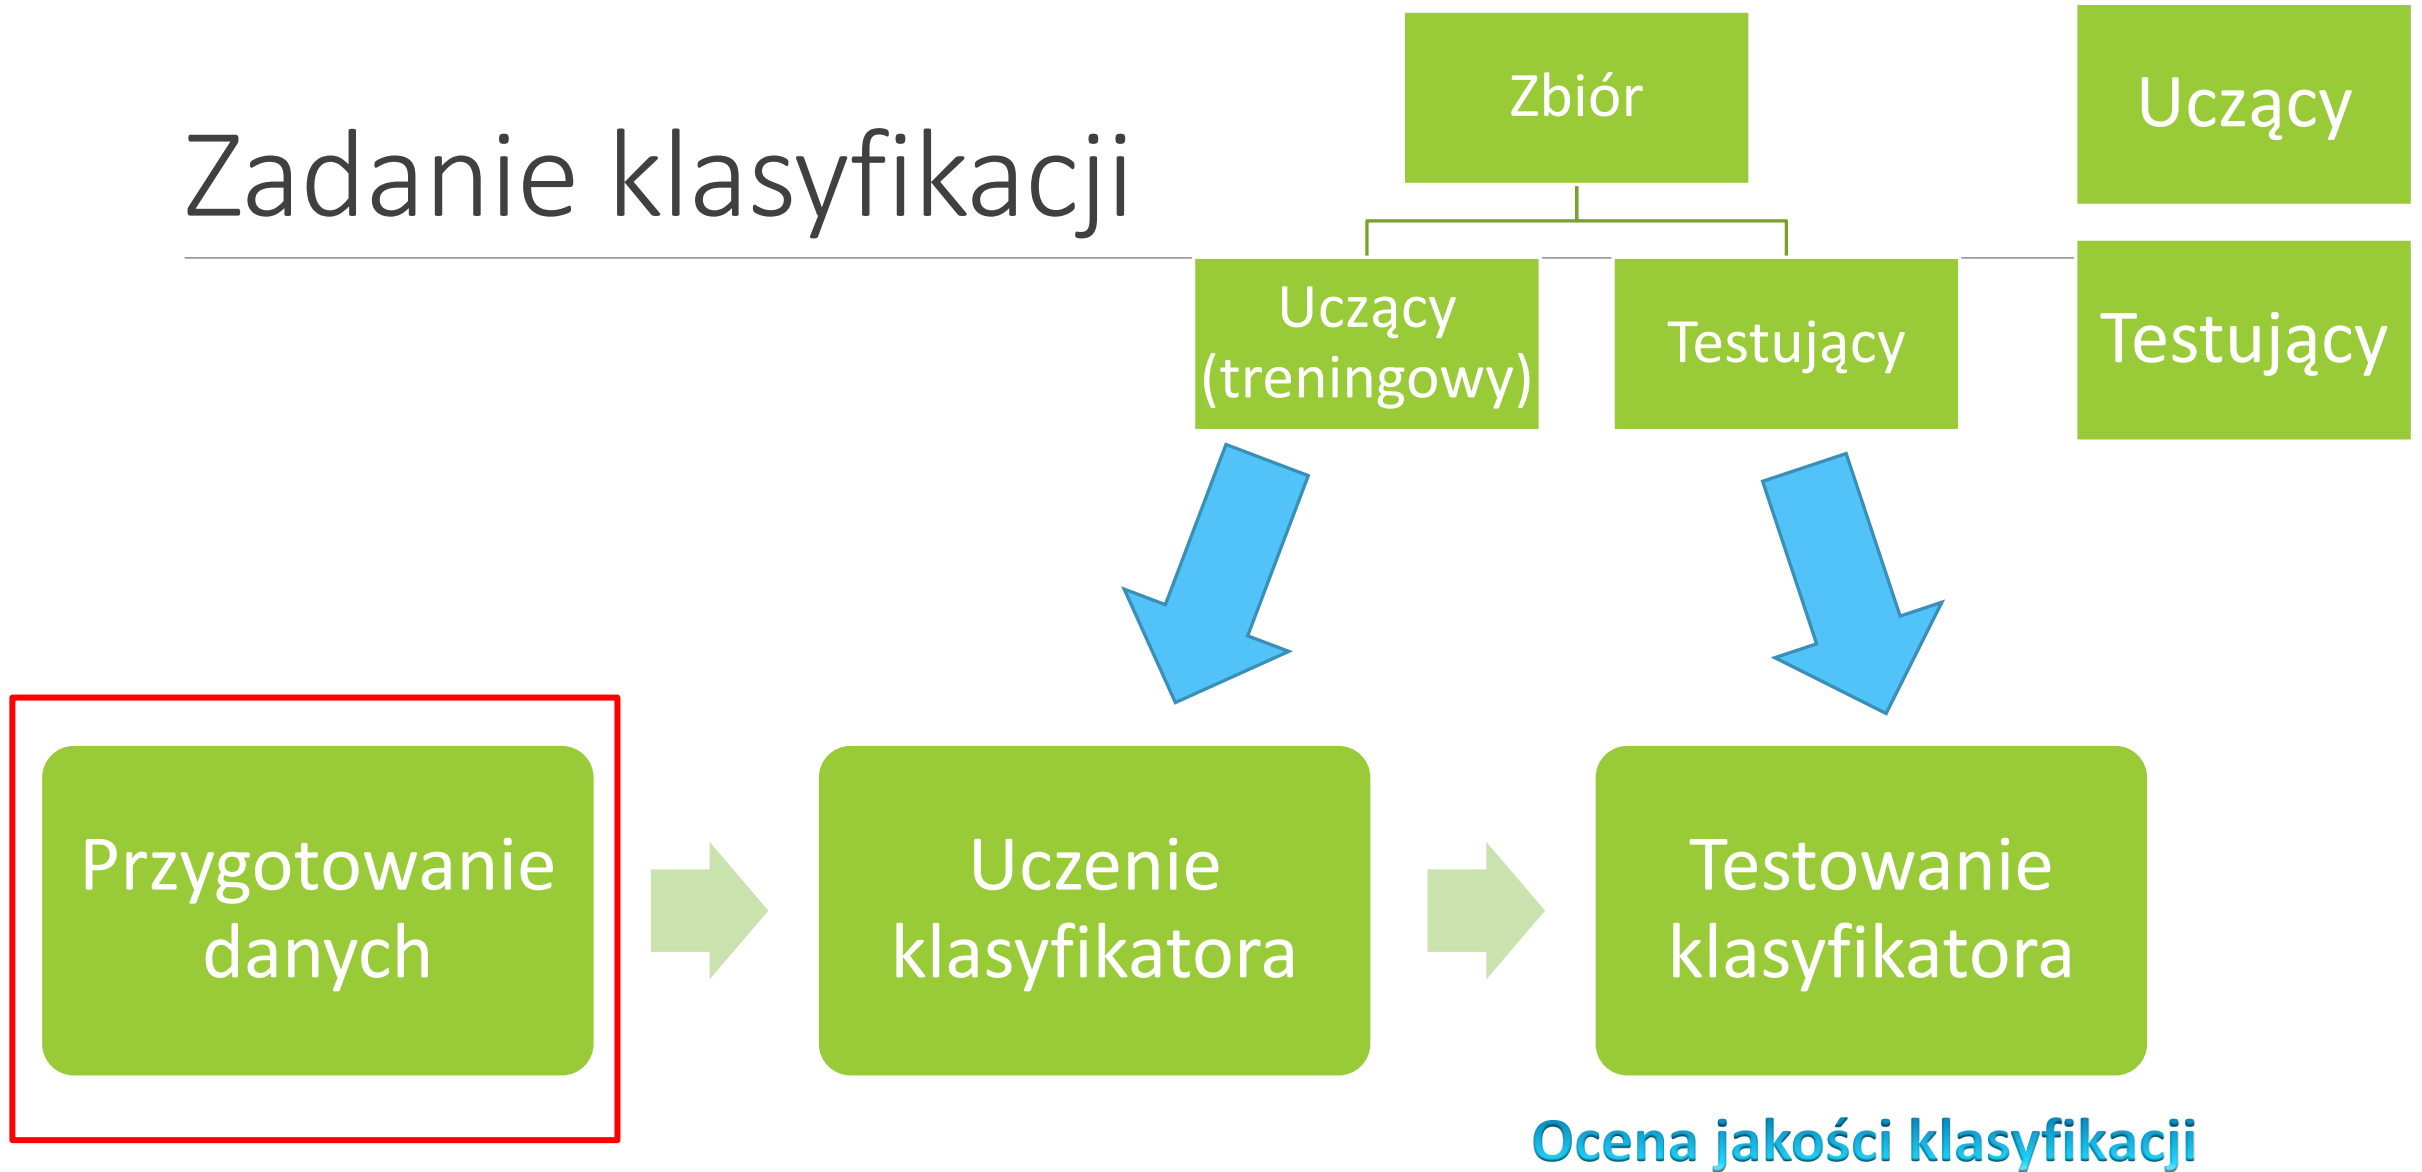 Zadanie klasyfikacji
Zbiór
Uczący
(treningowy)
Testujący
Uczący
Testujący
Przygotowanie
danych
Uczenie
klasyfikatora
Testowanie
klasyfikatora
Ocena jakości klasyfikacji